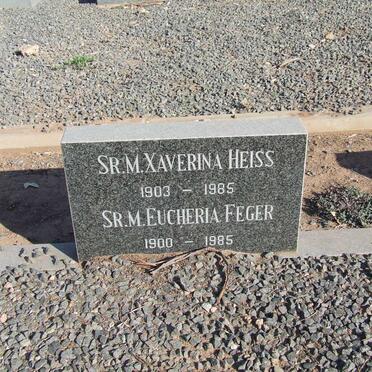 SR.M.XAVERINA HEISS
1903 – 1985
SR.M.EUCHERIA FEGER
1900 – 1985